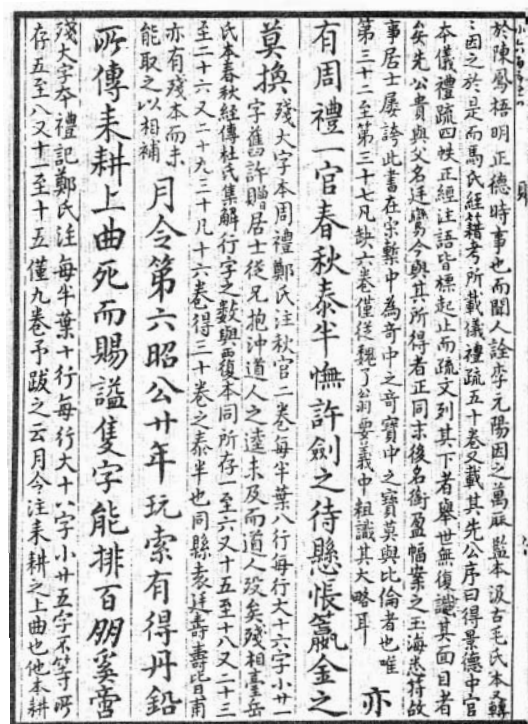 於陳鳳梧明正德時事也而聞人詮李元陽因之萬厤監本汲古毛氏本又轉
〻因之於是而馬氏經籍考所載儀禮疏五十卷又載其先公序曰得景德中官
本儀禮疏四帙正經注語皆標起止而疏文列其下者舉世無復識其面目者
矣先公貴與父名廷鸞今與其所得者正同末後名銜盈幅案之玉海悉符故
事居士屢誇此書在宋槧中為奇中之奇寶中之寶莫與比倫者也唯
第三十二至第三十七凡缺六卷僅從魏了翁要義中粗識其大略耳
亦
有周禮一官春秋泰半憮許劍之待懸悵籯金之
莫換
殘大字本周禮鄭氏注秋官二卷每半葉八行每行大十六字小廿一
字舊許贈居士從兄抱沖道人之遽未及而道人歿矣殘相臺岳
氏本春秋經傳杜氏集解行字之數與覆本同所存一至六又十五至十八又二十三
至二十六又二十九三十凡十六卷得三十卷之泰半也同縣袁廷壽壽皆甫
亦有殘本而未
能取之以相補
月令第六昭公廿年玩索有得丹鉛
所傳耒耕上曲死而賜謚隻字能排百朋奚啻
殘大字本禮記鄭氏注每半葉十行每行大十八字小廿五字不等所
存五至八又十一至十五僅九卷予跋之云月令注耒耕之上曲也他本耕